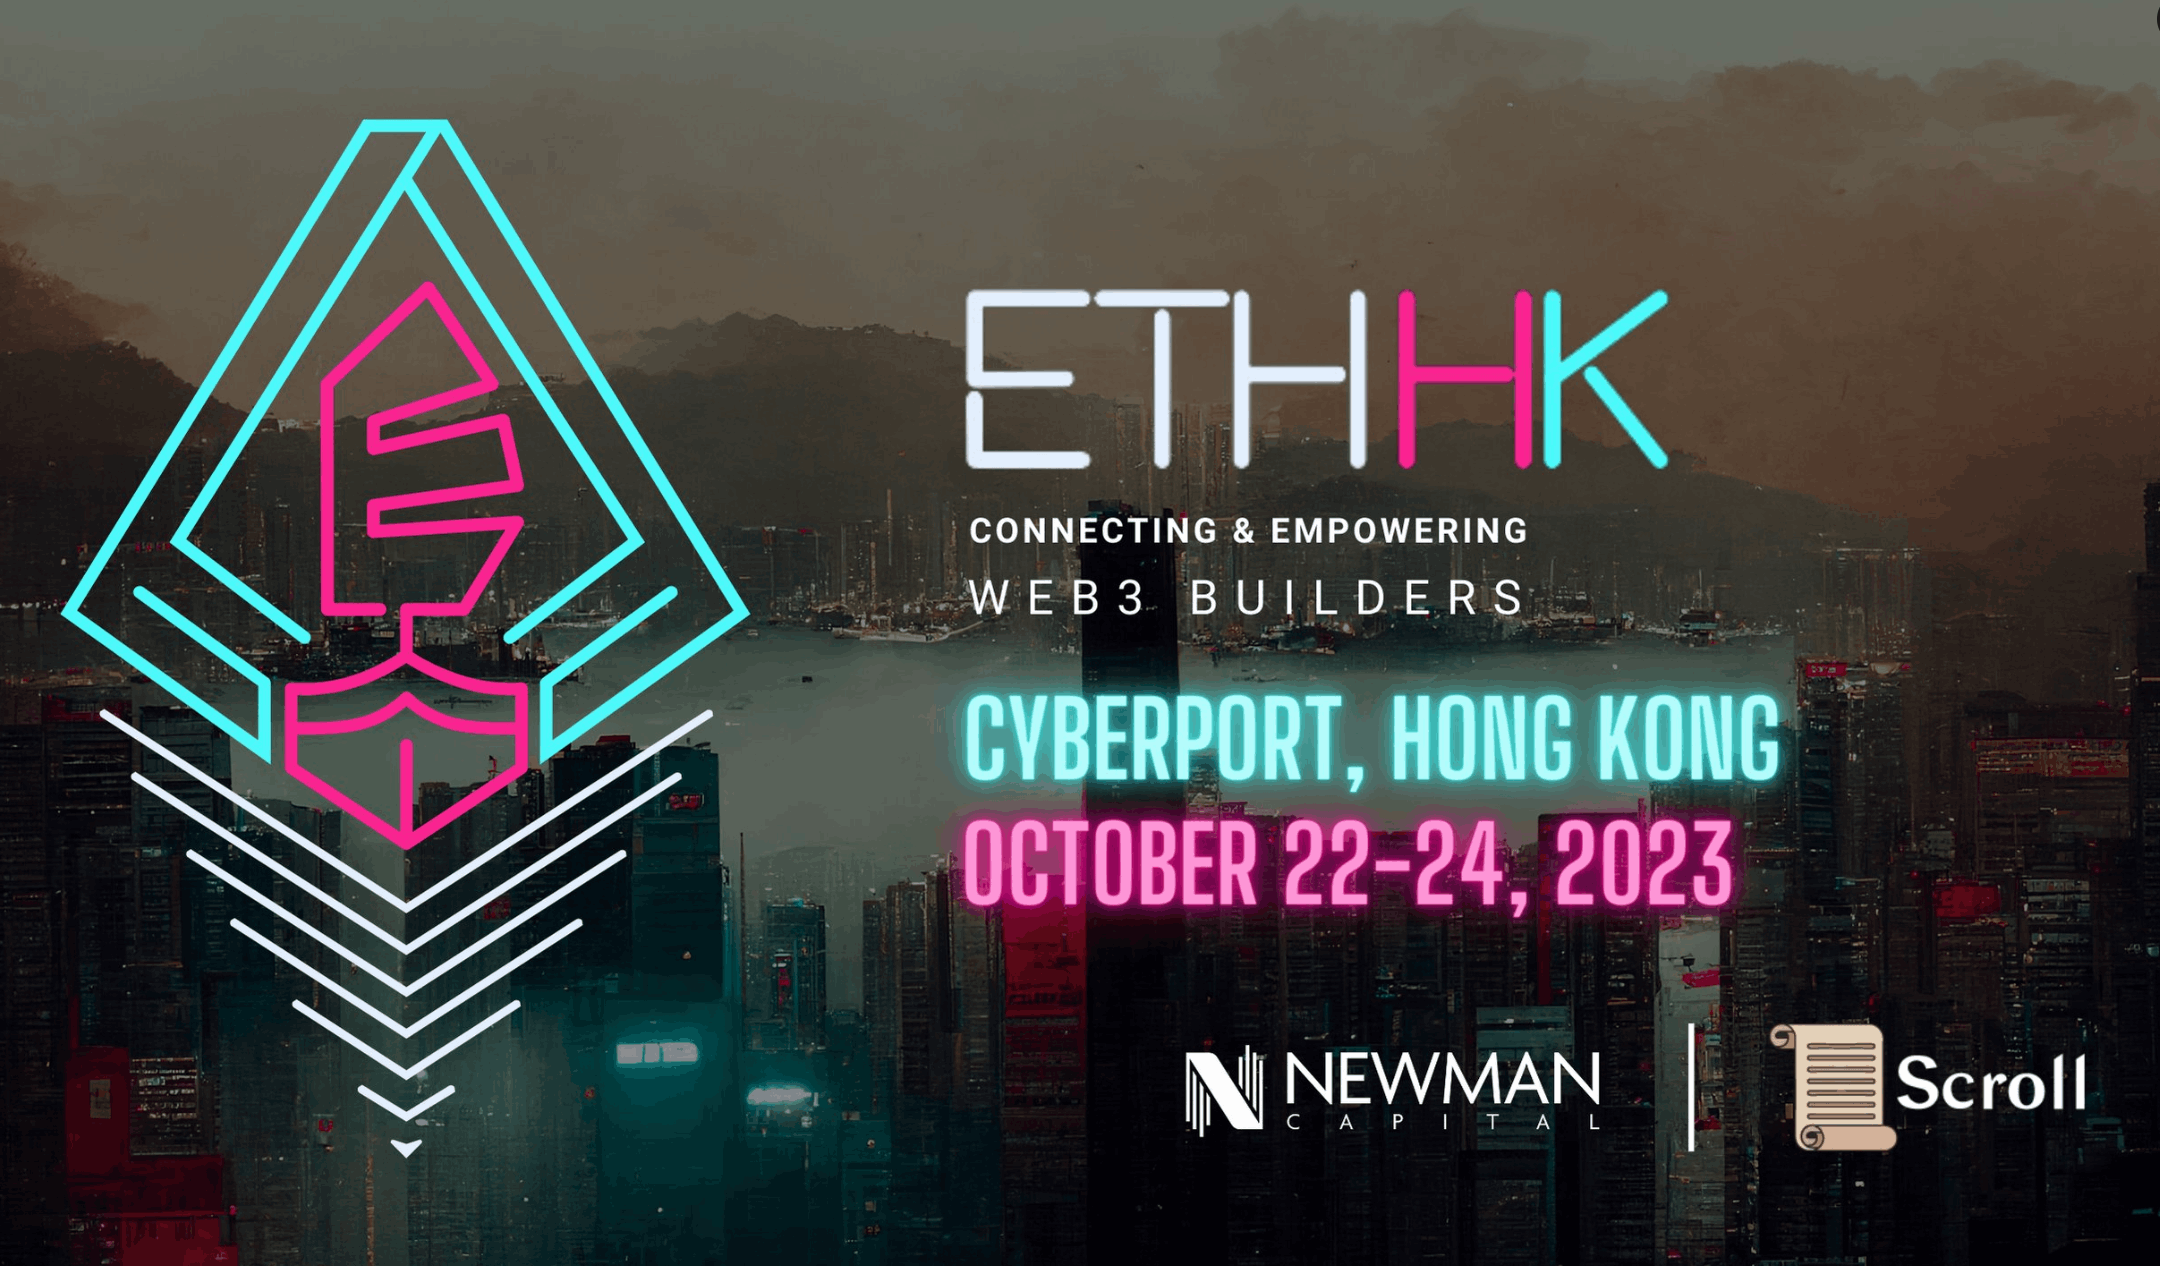 ETHHK
CONNECTING & EMPOWERING
WEB3 BUILDERS
CYBERPORT, HONG KONG
OCTOBER 22-24, 2023
NEWMAN
CAPITAL
Scroll